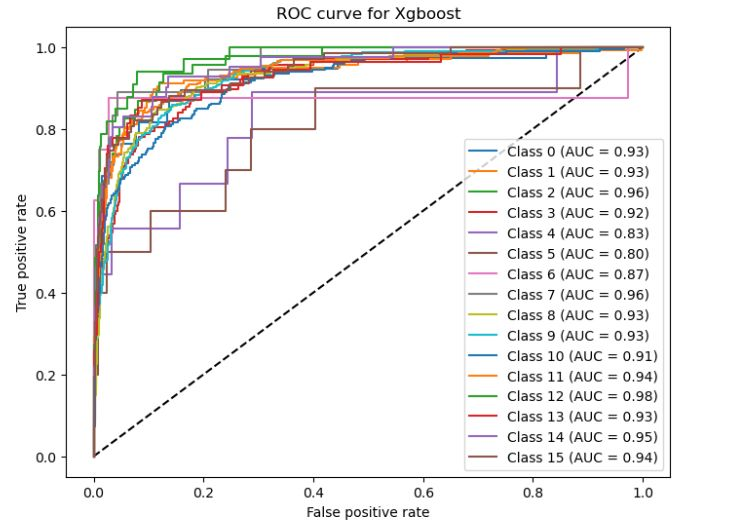 ROC curve for Xgboost
True positive rate
1.0
0.8
0.6
0.4
0.2
0.0
Class 0 (AUC = 0.93)
Class 1 (AUC = 0.93)
Class 2 (AUC = 0.96)
Class 3 (AUC = 0.92)
Class 4 (AUC = 0.83)
Class 5 (AUC = 0.80)
Class 6 (AUC = 0.87)
Class 7 (AUC = 0.96)
Class 8 (AUC = 0.93)
Class 9 (AUC = 0.93)
Class 10 (AUC = 0.91)
Class 11 (AUC = 0.94)
Class 12 (AUC = 0.98)
Class 13 (AUC = 0.93)
Class 14 (AUC = 0.95)
Class 15 (AUC = 0.94)
0.0 0.2 0.4 0.6 0.8 1.0
False positive rate